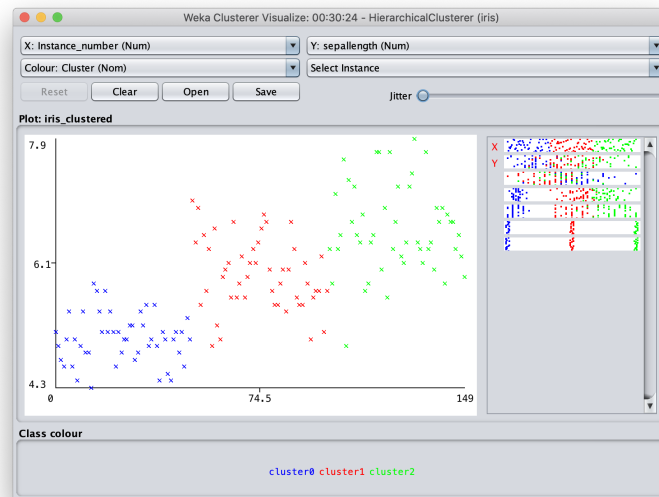 Weka Clusterer Visualize: 00:30:24 - HierarchicalClusterer (iris)
X: Instance_number (Num) Y: sepallength (Num)
Colour: Cluster (Nom) Select Instance
Reset Clear Open Save Jitter
Plot: iris_clustered
7.9
6.1
4.3
0 74.5 149
X
Y
Class colour
cluster0 cluster1 cluster2